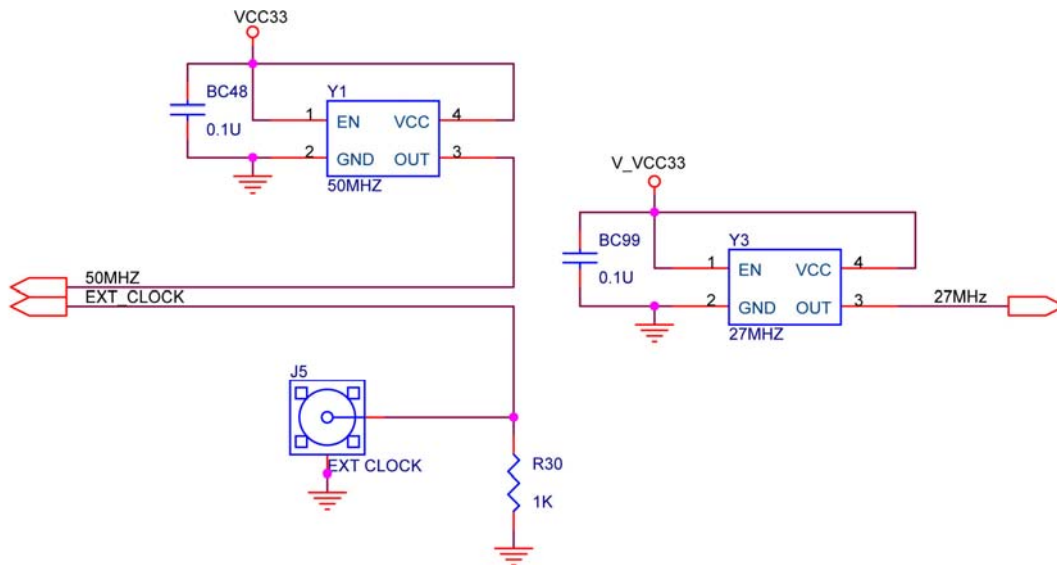 VCC33
BC48
0.1U
Y1
1 EN VCC 4
2 GND OUT 3
50MHZ
50MHZ
EXT_CLOCK
J5
EXT CLOCK
R30
1K
V_VCC33
BC99
0.1U
Y3
1 EN VCC 4
2 GND OUT 3
27MHZ
27MHz